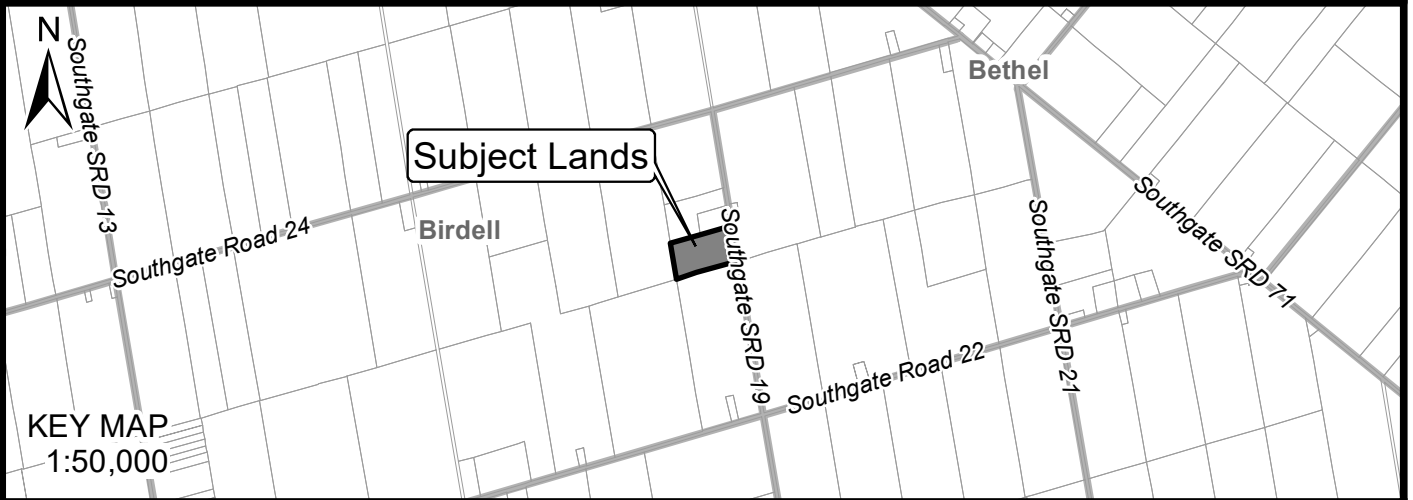 N
Southgate SRD 13
Bethel
Subject Lands
Southgate Road 24
Birdell
Southgate SRD 19
Southgate SRD 21
Southgate SRD 71
Southgate Road 22
KEY MAP
1:50,000